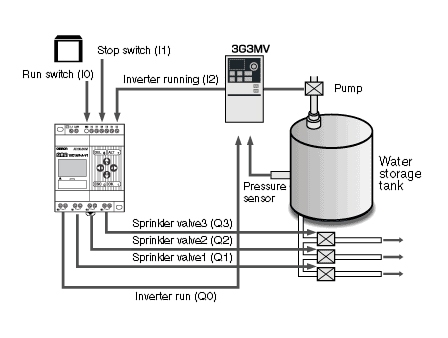 Stop switch (I1)
3G3MV
Run switch (I0)
Inverter running (I2)
Pump
Water
storage
tank
Pressure
sensor
Sprinkler valve3 (Q3)
Sprinkler valve2 (Q2)
Sprinkler valve1 (Q1)
Inverter run (Q0)